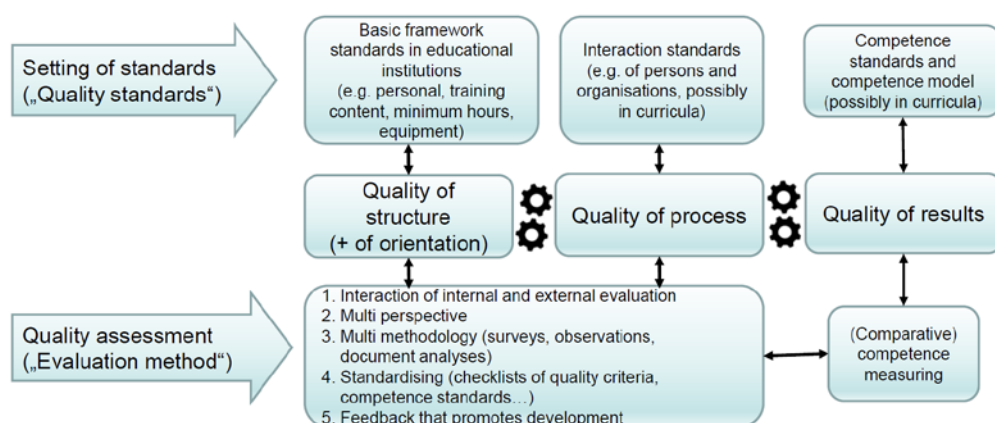 Setting of standards
(„Quality standards“)
Basic framework
standards in educational
institutions
(e.g. personal, training
content, minimum hours,
equipment)
Interaction standards
(e.g. of persons and
organisations, possibly
in curricula)
Competence
standards and
competence model
(possibly in curricula)
Quality of
structure
(+ of orientation)
Quality of process
Quality of results
Quality assessment
(„Evaluation method“)
1. Interaction of internal and external evaluation
2. Multi perspective
3. Multi methodology (surveys, observations,
document analyses)
4. Standardising (checklists of quality criteria,
competence standards…)
5. Feedback that promotes development
(Comparative)
competence
measuring